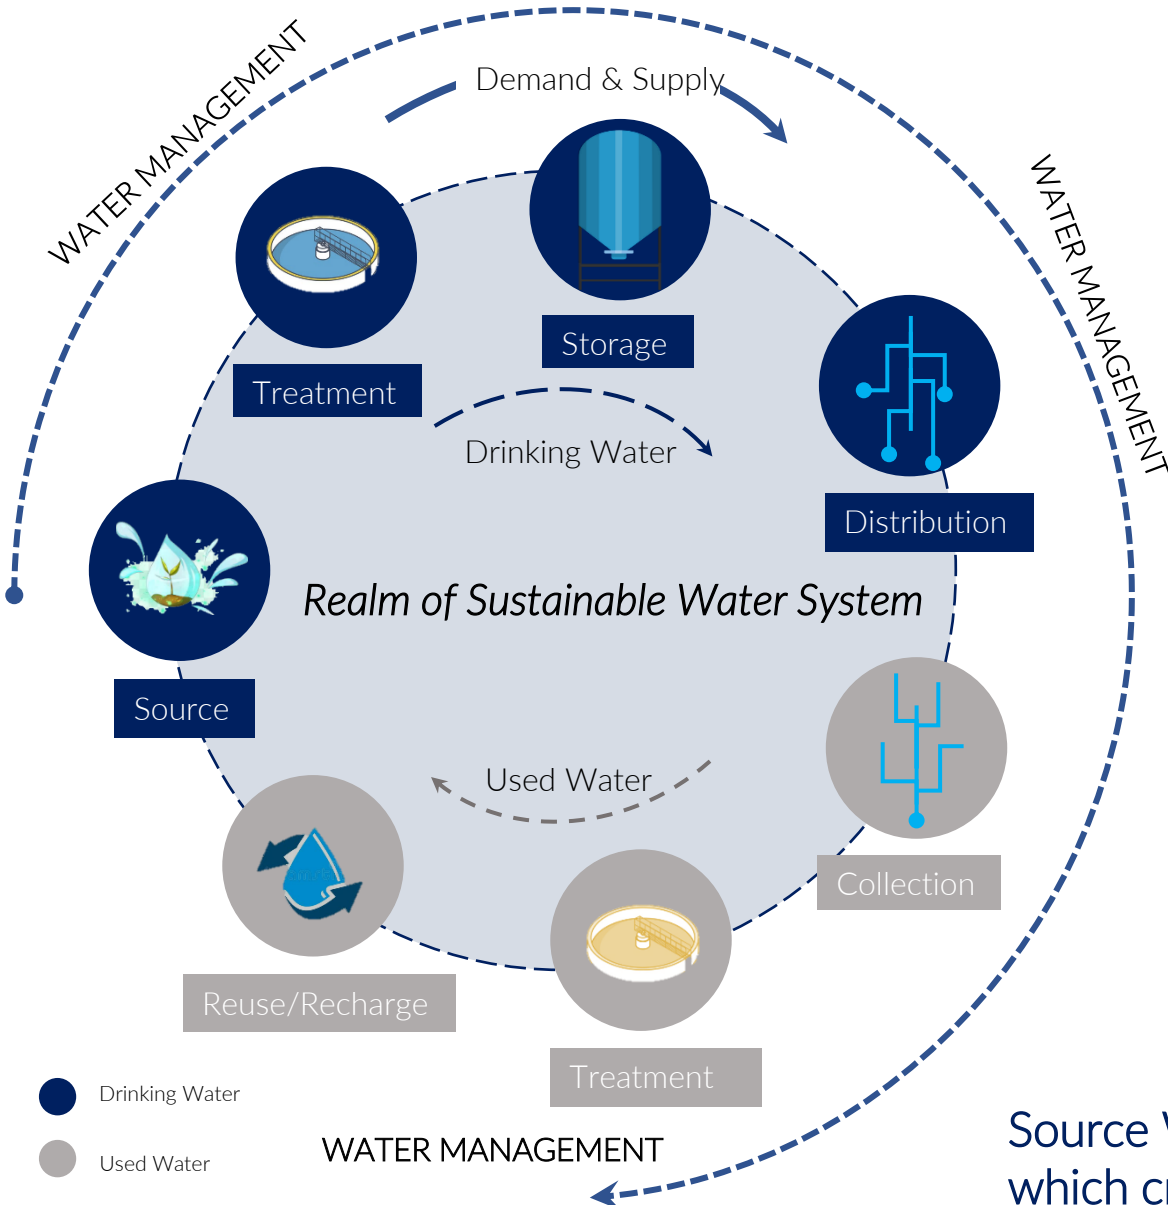 WATER MANAGEMENT
Demand & Supply
WATER MANAGEMENT
Storage
Treatment
Drinking Water
Distribution
Realm of Sustainable Water System
Source
Used Water
Collection
Reuse/Recharge
Treatment
Drinking Water
Used Water
WATER MANAGEMENT
Source
which